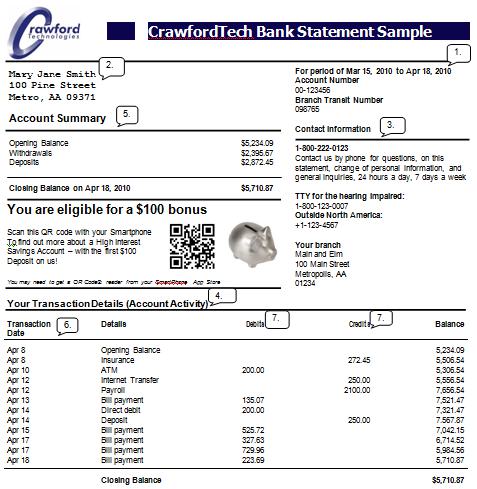 Crawford
Technologies
CrawfordTech Bank Statement Sample
1.
2.
Mary Jane Smith
100 Pine Street
Metro, AA 09371
For period of Mar 15, 2010 to Apr 18, 2010
Account Number
00-123456
Branch Transit Number
098765
Account Summary
5.
Contact Information
3.
Opening Balance $5,234.09
Withdrawals $2,395.67
Deposits $2,872.45
Closing Balance on Apr 18, 2010 $5,710.87
1-800-222-0123
Contact us by phone for questions, on this
statement, change of personal information, and
general inquiries, 24 hours a day, 7 days a week
TTY for the hearing impaired:
1-800-123-0007
Outside North America:
+1-123-4567
Your branch
Main and Elm
100 Main Street
Metropolis, AA
01234
You are eligible for a $100 bonus
Scan this QR code with your Smartphone
To find out more about a High Interest
Savings Account – with the first $100
Deposit on us!
You may need to get a QR Code® reader from your SmartPhone App Store
Your Transaction Details (Account Activity)
4.
Transaction Date 6. Details Debits 7. Credits 7. Balance
Apr 8 Opening Balance 5,234.09
Apr 8 Insurance 272.45 5,506.54
Apr 10 ATM 200.00 5,306.54
Apr 12 Internet Transfer 250.00 5,556.54
Apr 12 Payroll 2100.00 7,656.54
Apr 13 Bill payment 135.07 7,521.47
Apr 14 Direct debit 200.00 7,321.47
Apr 14 Deposit 250.00 7,567.87
Apr 15 Bill payment 525.72 7,042.15
Apr 17 Bill payment 327.63 6,714.52
Apr 17 Bill payment 729.96 5,984.56
Apr 18 Bill payment 223.69 5,710.87
Closing Balance $5,710.87